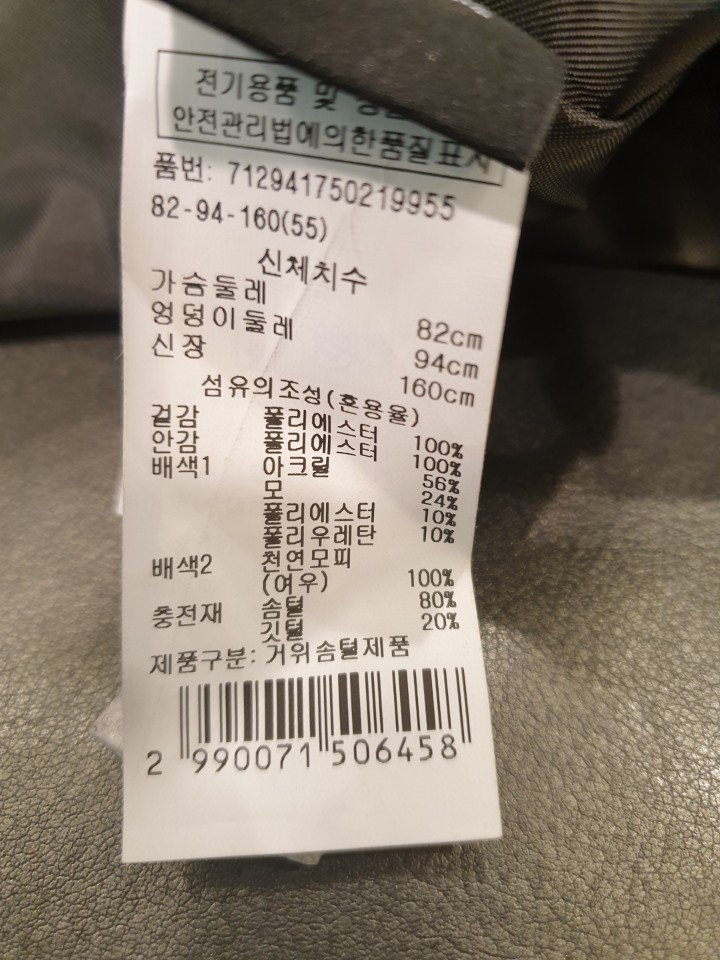 전기용품 및
안전관리법에의한품질표시
품번: 712941750219955
82-94-160(55)
신체치수
가슴둘레 82cm
엉덩이둘레 94cm
신장 160cm
섬유의조성(혼용율)
겉감 폴리에스터 100%
안감 폴리에스터 100%
배색1 아크릴 56%
모 24%
폴리에스터 10%
폴리우레탄 10%
배색2 천연모피
(여우) 100%
충전재 솜털 80%
깃털 20%
제품구분: 거위솜털제품
2 990071 506458